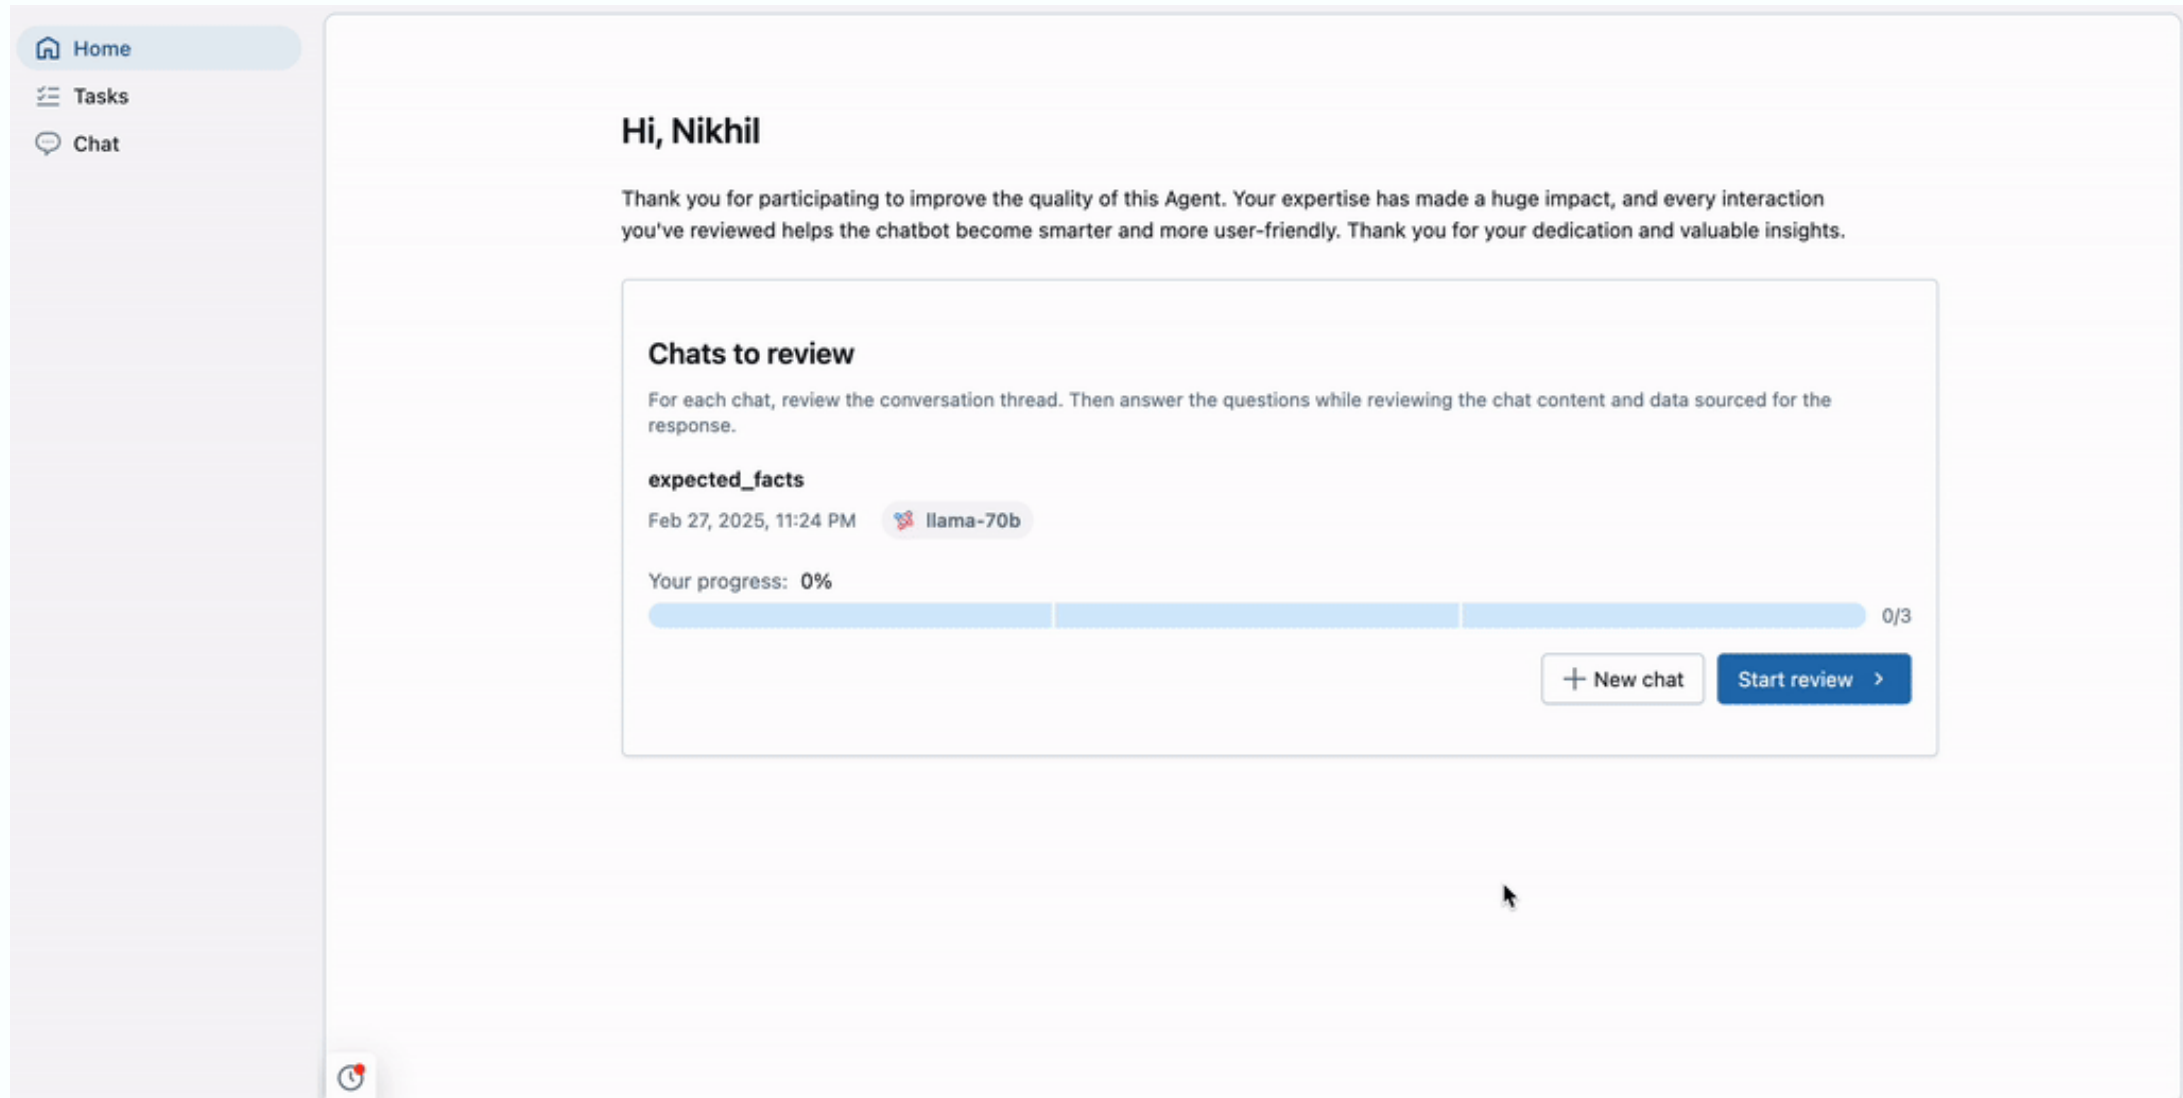 Home
Tasks
Chat
Hi, Nikhil
Thank you for participating to improve the quality of this Agent. Your expertise has made a huge impact, and every interaction
you've reviewed helps the chatbot become smarter and more user-friendly. Thank you for your dedication and valuable insights.
Chats to review
For each chat, review the conversation thread. Then answer the questions while reviewing the chat content and data sourced for the
response.
expected_facts
Feb 27, 2025, 11:24 PM llama-70b
Your progress: 0%
0/3
New chat Start review